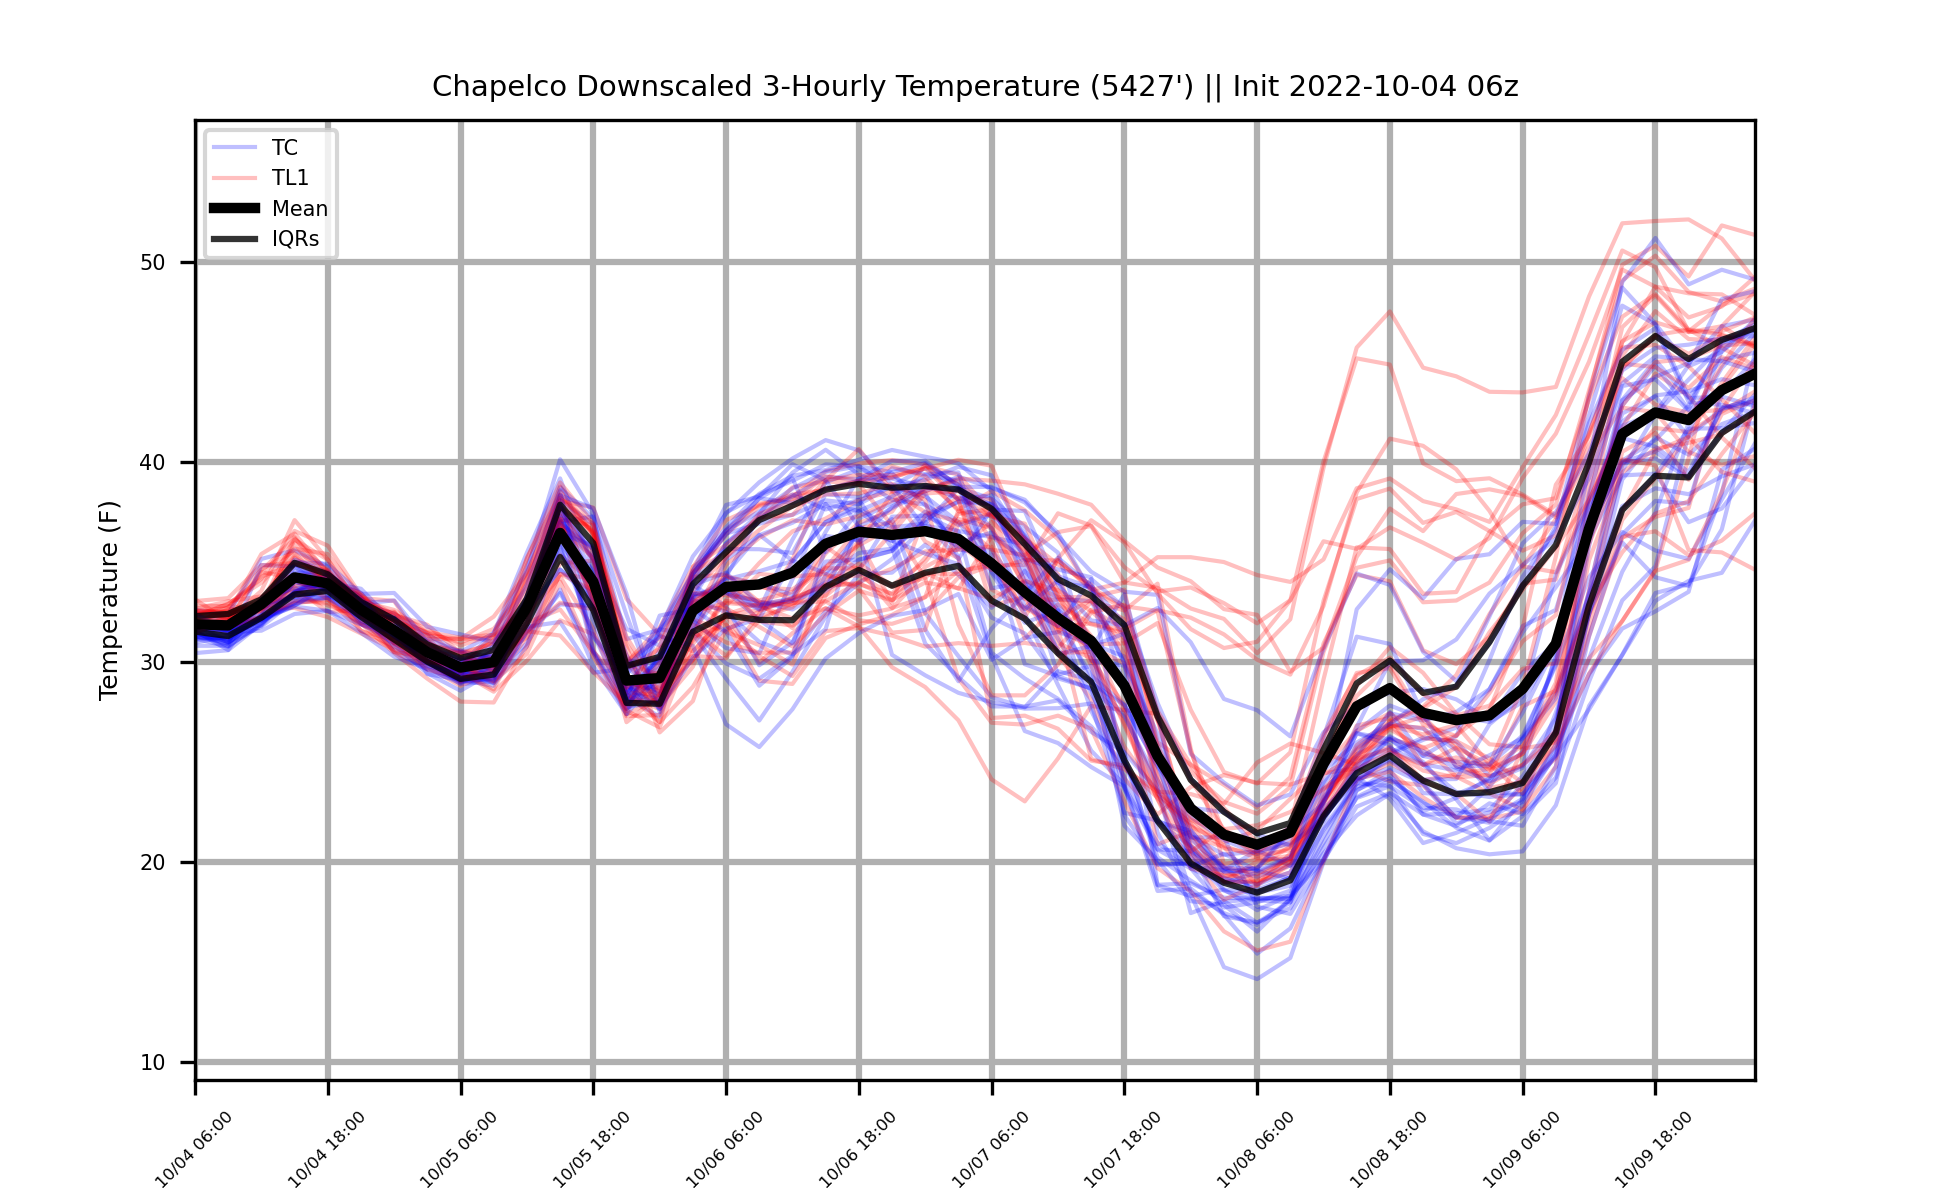 Chapelco Downscaled 3-Hourly Temperature (5427') || Init 2022-10-04 06z
TC
TL1
Mean
IQRs
Temperature (F)
50
40
30
20
10
10/04 06:00
10/04 18:00
10/05 06:00
10/05 18:00
10/06 06:00
10/06 18:00
10/07 06:00
10/07 18:00
10/08 06:00
10/08 18:00
10/09 06:00
10/09 18:00